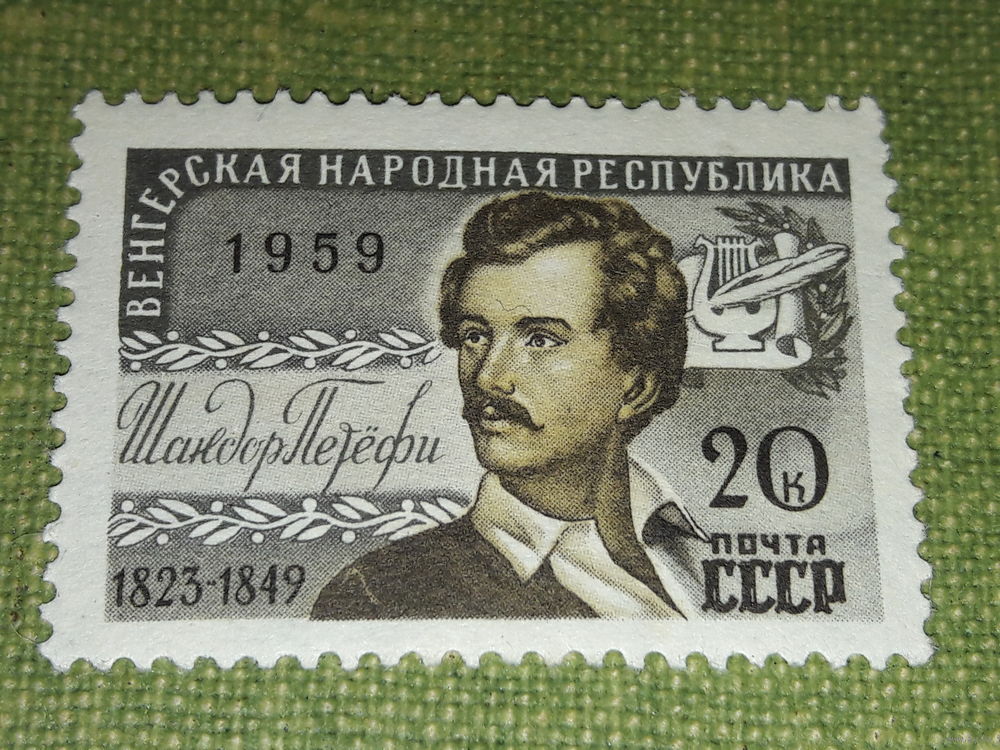 ВЕНГЕРСКАЯ НАРОДНАЯ РЕСПУБЛИКА
1959
Шандор Петёфи
1823-1849
20 к
ПОЧТА
СССР